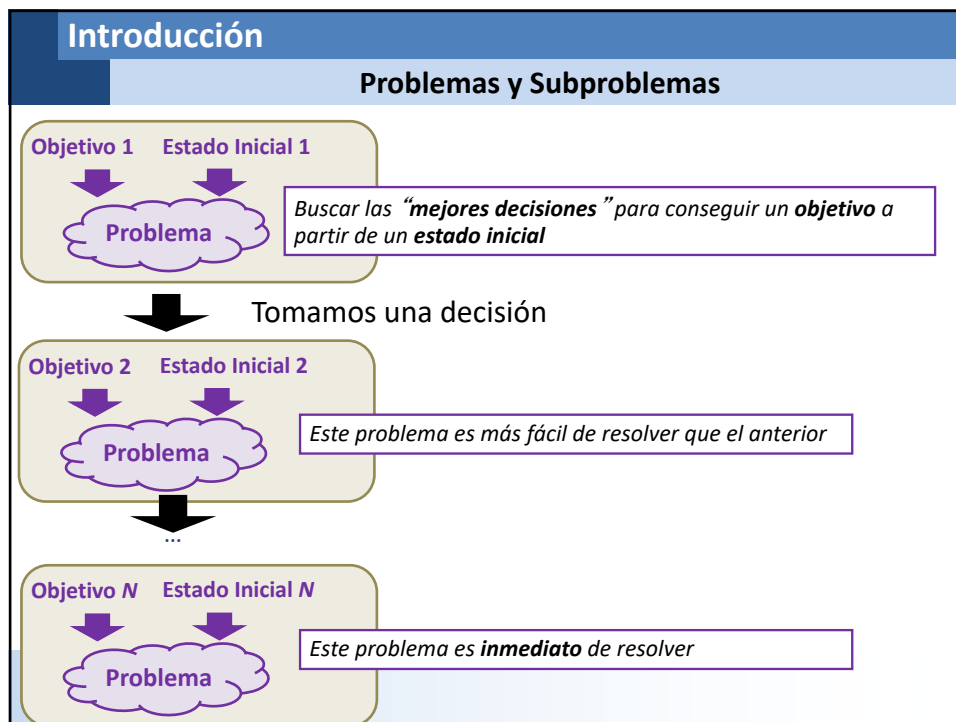 Introducción
Problemas y Subproblemas
Objetivo 1 Estado Inicial 1
Problema
Buscar las “mejores decisiones” para conseguir un objetivo a
partir de un estado inicial
Tomamos una decisión
Objetivo 2 Estado Inicial 2
Problema
Este problema es más fácil de resolver que el anterior
...
Objetivo N Estado Inicial N
Problema
Este problema es inmediato de resolver